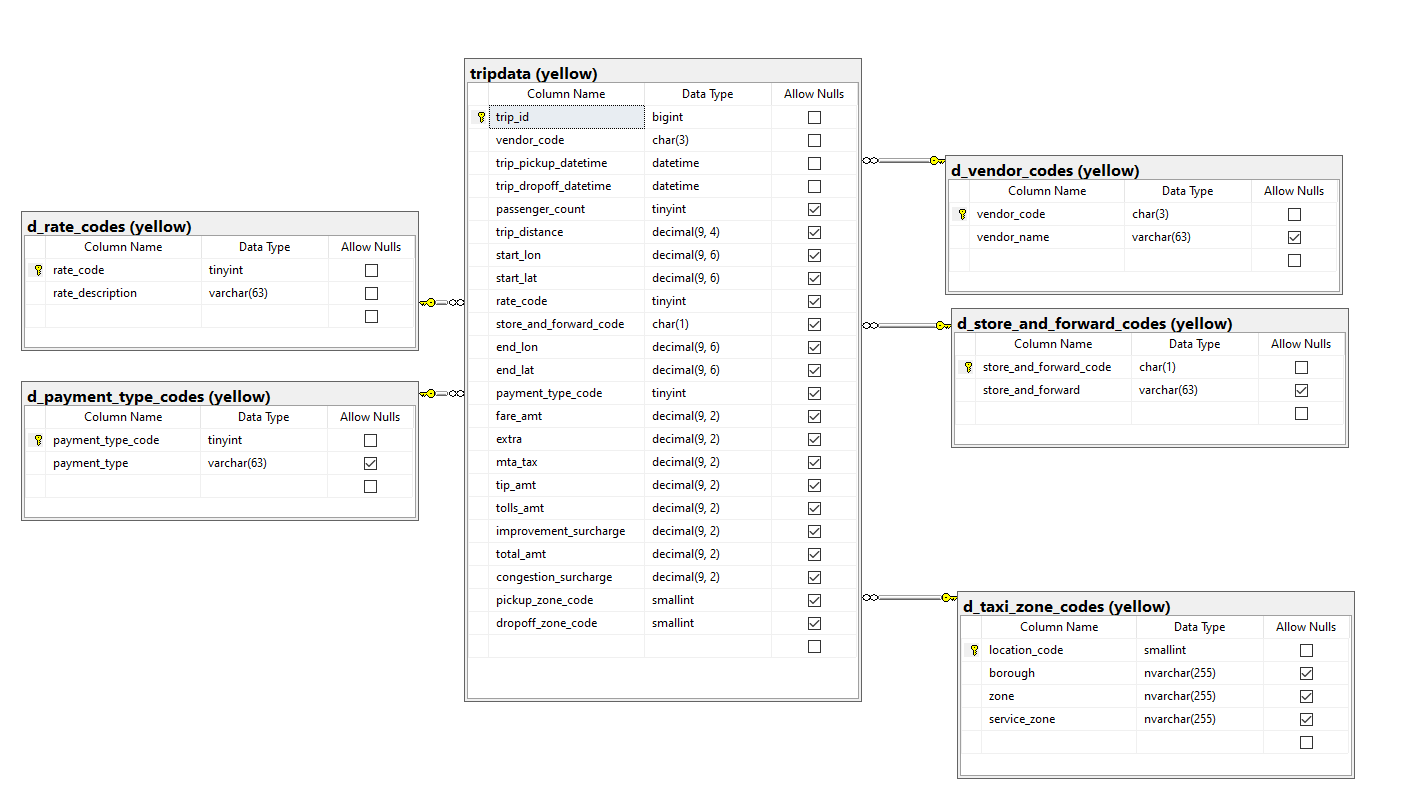 tripdata (yellow)
Column Name Data Type Allow Nulls
trip_id bigint
vendor_code char(3)
trip_pickup_datetime datetime
trip_dropoff_datetime datetime
passenger_count tinyint
trip_distance decimal(9, 4)
start_lon decimal(9, 6)
start_lat decimal(9, 6)
rate_code tinyint
store_and_forward_code char(1)
end_lon decimal(9, 6)
end_lat decimal(9, 6)
payment_type_code tinyint
fare_amt decimal(9, 2)
extra decimal(9, 2)
mta_tax decimal(9, 2)
tip_amt decimal(9, 2)
tolls_amt decimal(9, 2)
improvement_surcharge decimal(9, 2)
total_amt decimal(9, 2)
congestion_surcharge decimal(9, 2)
pickup_zone_code smallint
dropoff_zone_code smallint
d_rate_codes (yellow)
Column Name Data Type Allow Nulls
rate_code tinyint
rate_description varchar(63)
d_payment_type_codes (yellow)
Column Name Data Type Allow Nulls
payment_type_code tinyint
payment_type varchar(63)
d_vendor_codes (yellow)
Column Name Data Type Allow Nulls
vendor_code char(3)
vendor_name varchar(63)
d_store_and_forward_codes (yellow)
Column Name Data Type Allow Nulls
store_and_forward_code char(1)
store_and_forward varchar(63)
d_taxi_zone_codes (yellow)
Column Name Data Type Allow Nulls
location_code smallint
borough nvarchar(255)
zone nvarchar(255)
service_zone nvarchar(255)